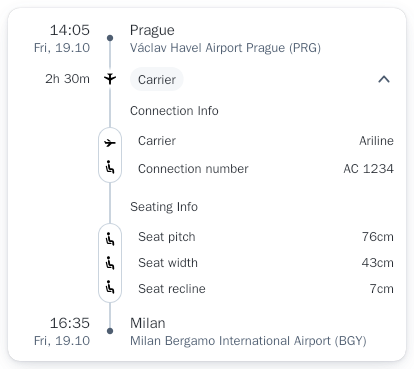 14:05 Prague
Fri, 19.10 Václav Havel Airport Prague (PRG)
2h 30m Carrier
Connection Info
Carrier Ariline
Connection number AC 1234
Seating Info
Seat pitch 76cm
Seat width 43cm
Seat recline 7cm
16:35 Milan
Fri, 19.10 Milan Bergamo International Airport (BGY)